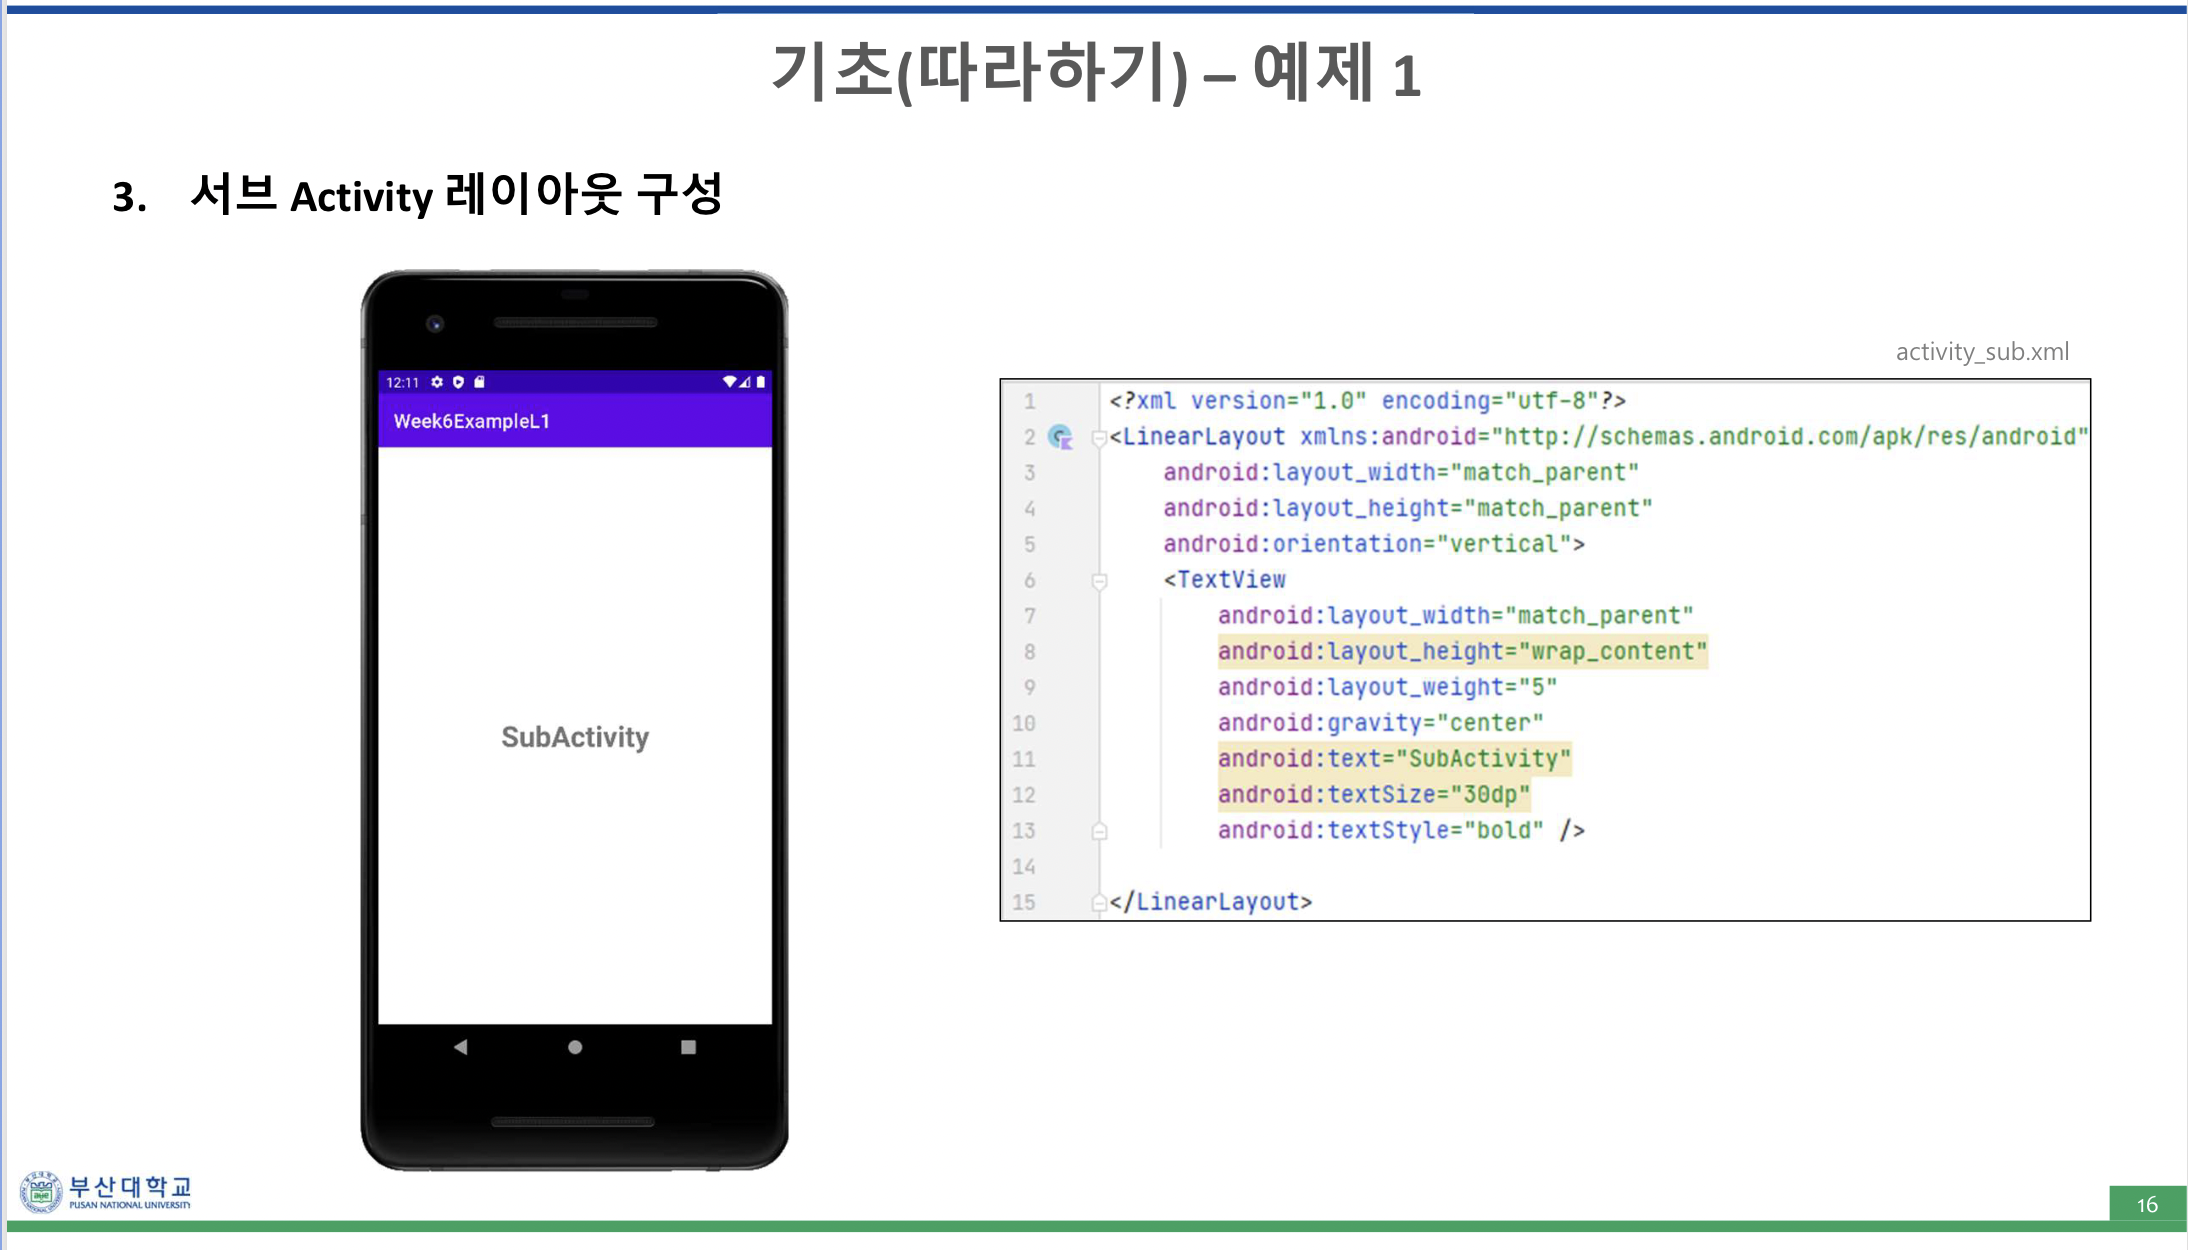 기초(따라하기) – 예제 1
3. 서브 Activity 레이아웃 구성
12:11
Week6ExampleL1
SubActivity
activity_sub.xml
1 <?xml version="1.0" encoding="utf-8"?>
2 <LinearLayout xmlns:android="http://schemas.android.com/apk/res/android"
3 android:layout_width="match_parent"
4 android:layout_height="match_parent"
5 android:orientation="vertical">
6 <TextView
7 android:layout_width="match_parent"
8 android:layout_height="wrap_content"
9 android:layout_weight="5"
10 android:gravity="center"
11 android:text="SubActivity"
12 android:textSize="30dp"
13 android:textStyle="bold" />
14
15 </LinearLayout>
부산대학교
PUSAN NATIONAL UNIVERSITY
16